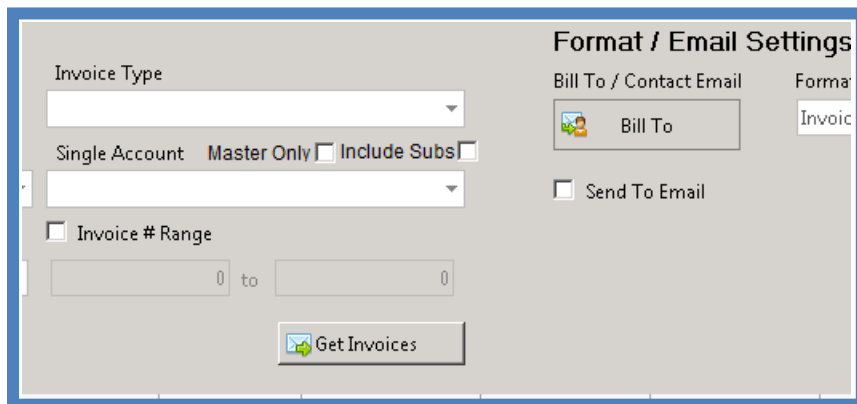 Format / Email Settings
Invoice Type
Bill To / Contact Email
Bill To
Single Account Master Only Include Subs
Send To Email
Invoice # Range
0 to 0
Get Invoices